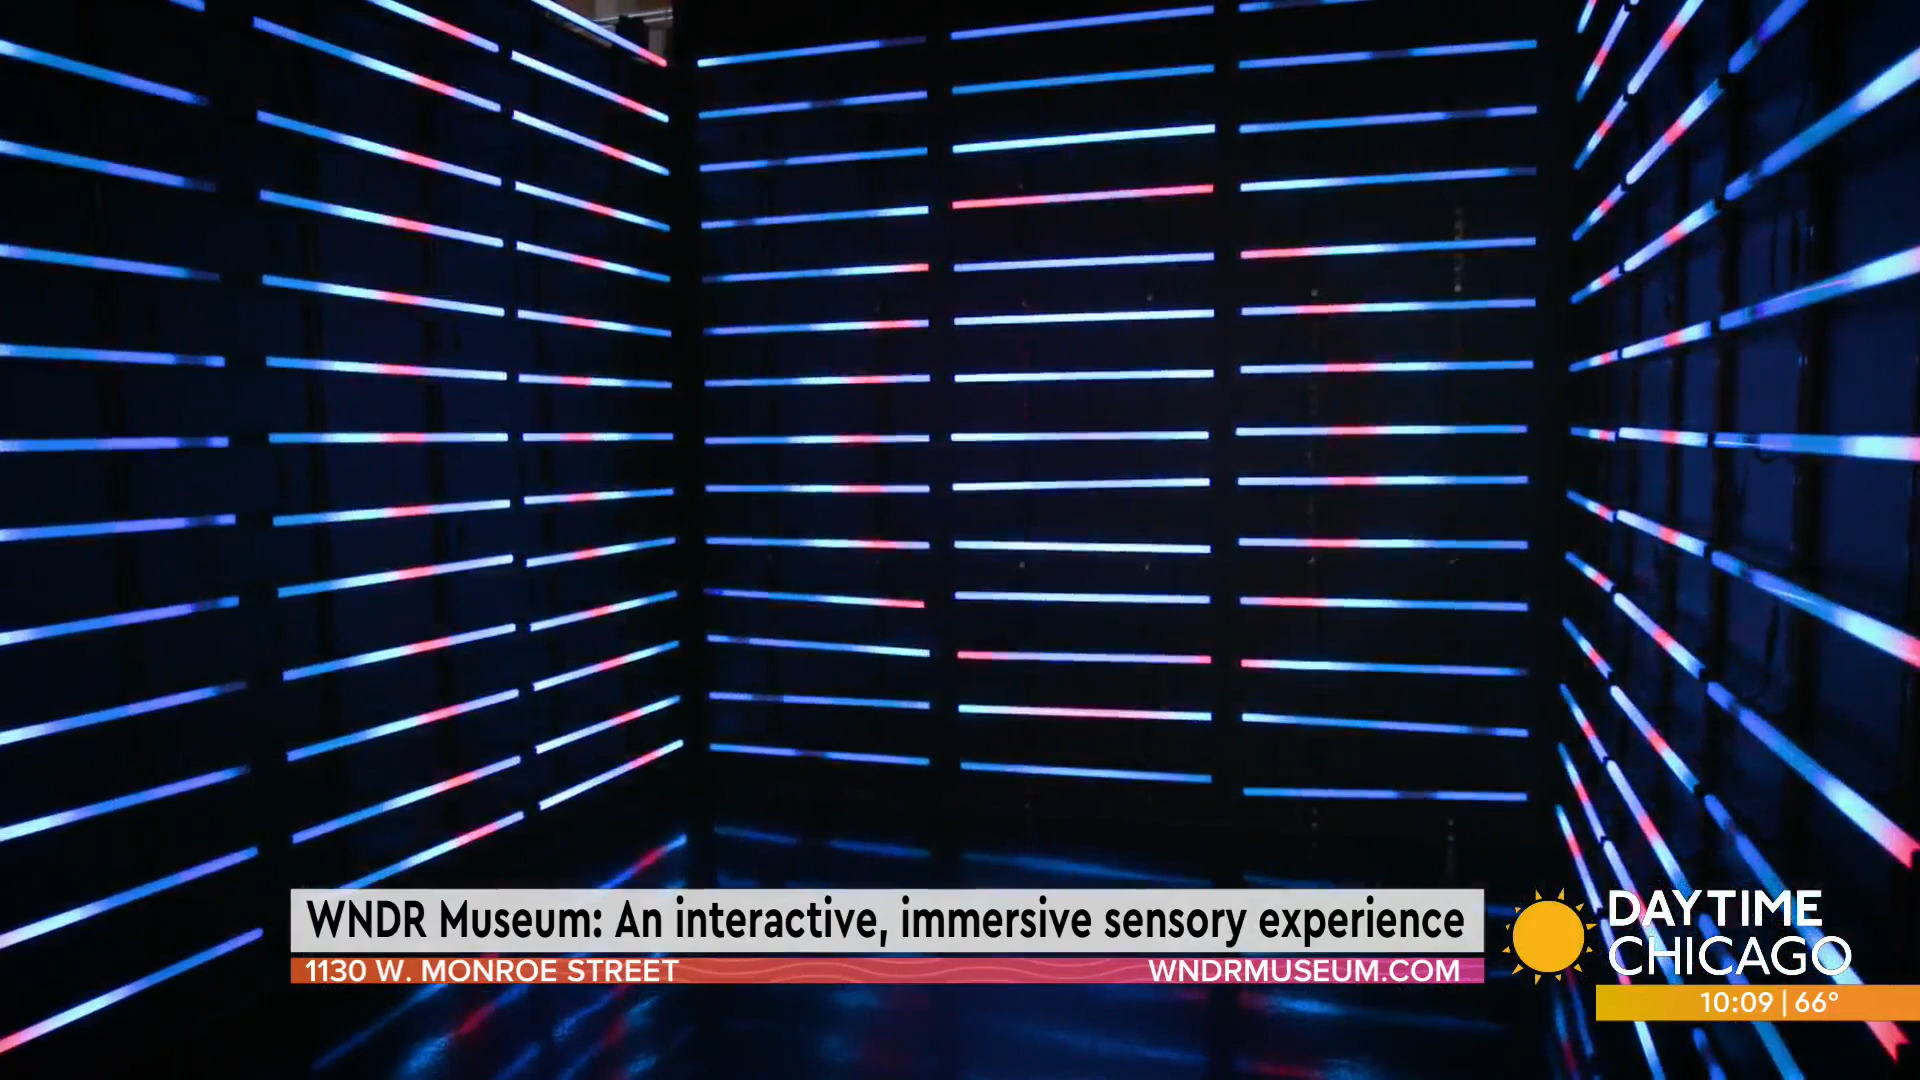 WNDR Museum: An interactive, immersive sensory experience
1130 W. MONROE STREET
WNDRMUSEUM.COM
DAYTIME
CHICAGO
10:09 | 66°